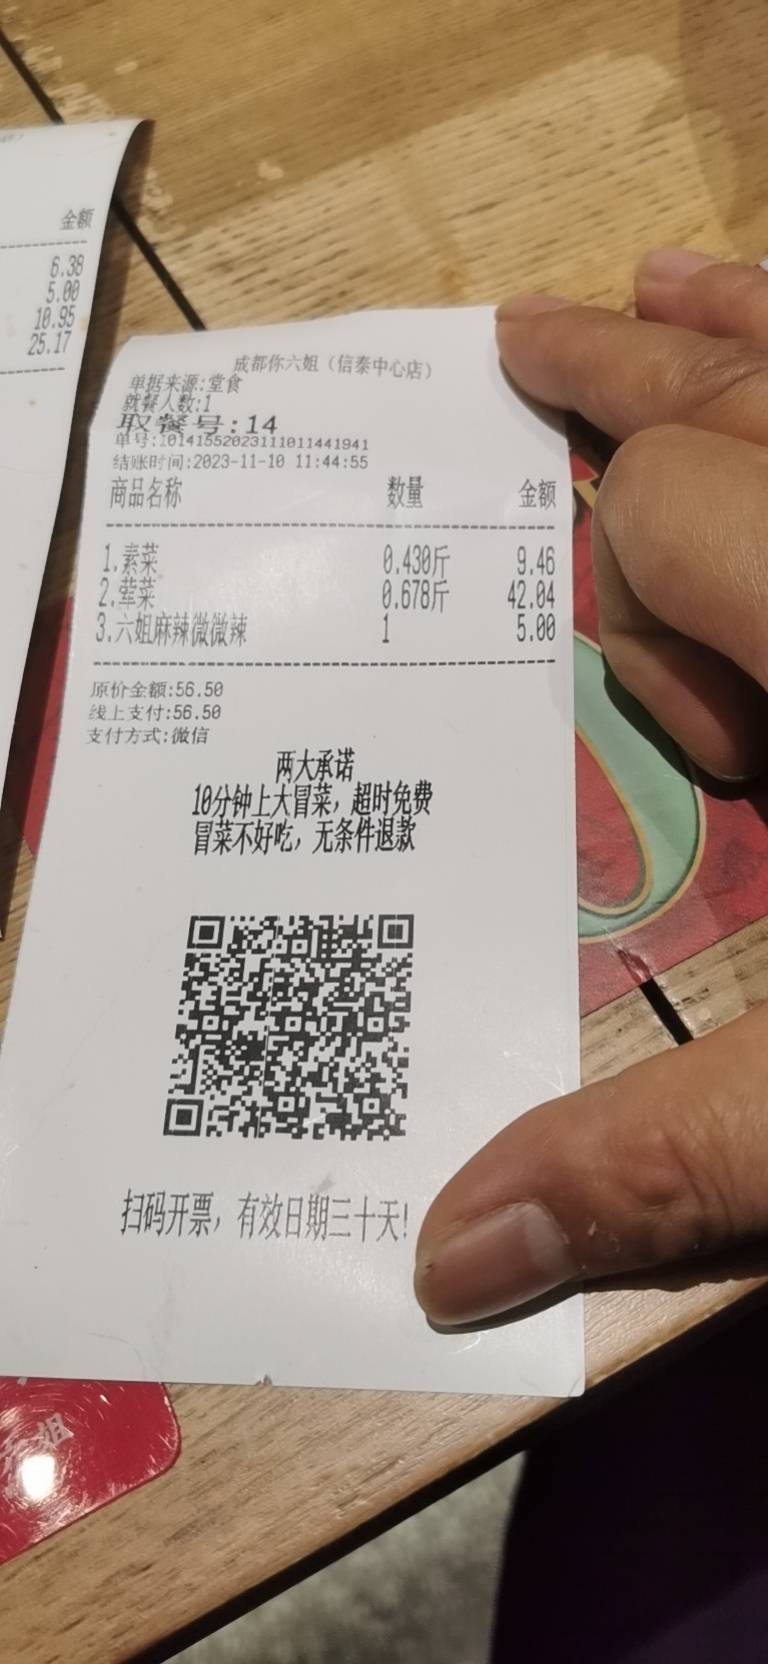 金额
6.38
5.00
10.95
25.17
成都你六姐（信泰中心店）
单据来源:堂食
就餐人数:1
取餐号:14
单号:10141552023111011441941
结账时间:2023-11-10 11:44:55
商品名称 数量 金额
1.素菜 0.430斤 9.46
2.荤菜 0.678斤 42.04
3.六姐麻辣微微辣 1 5.00
原价金额:56.50
线上支付:56.50
支付方式:微信
两大承诺
10分钟上大冒菜，超时免费
冒菜不好吃，无条件退款
扫码开票，有效日期三十天!